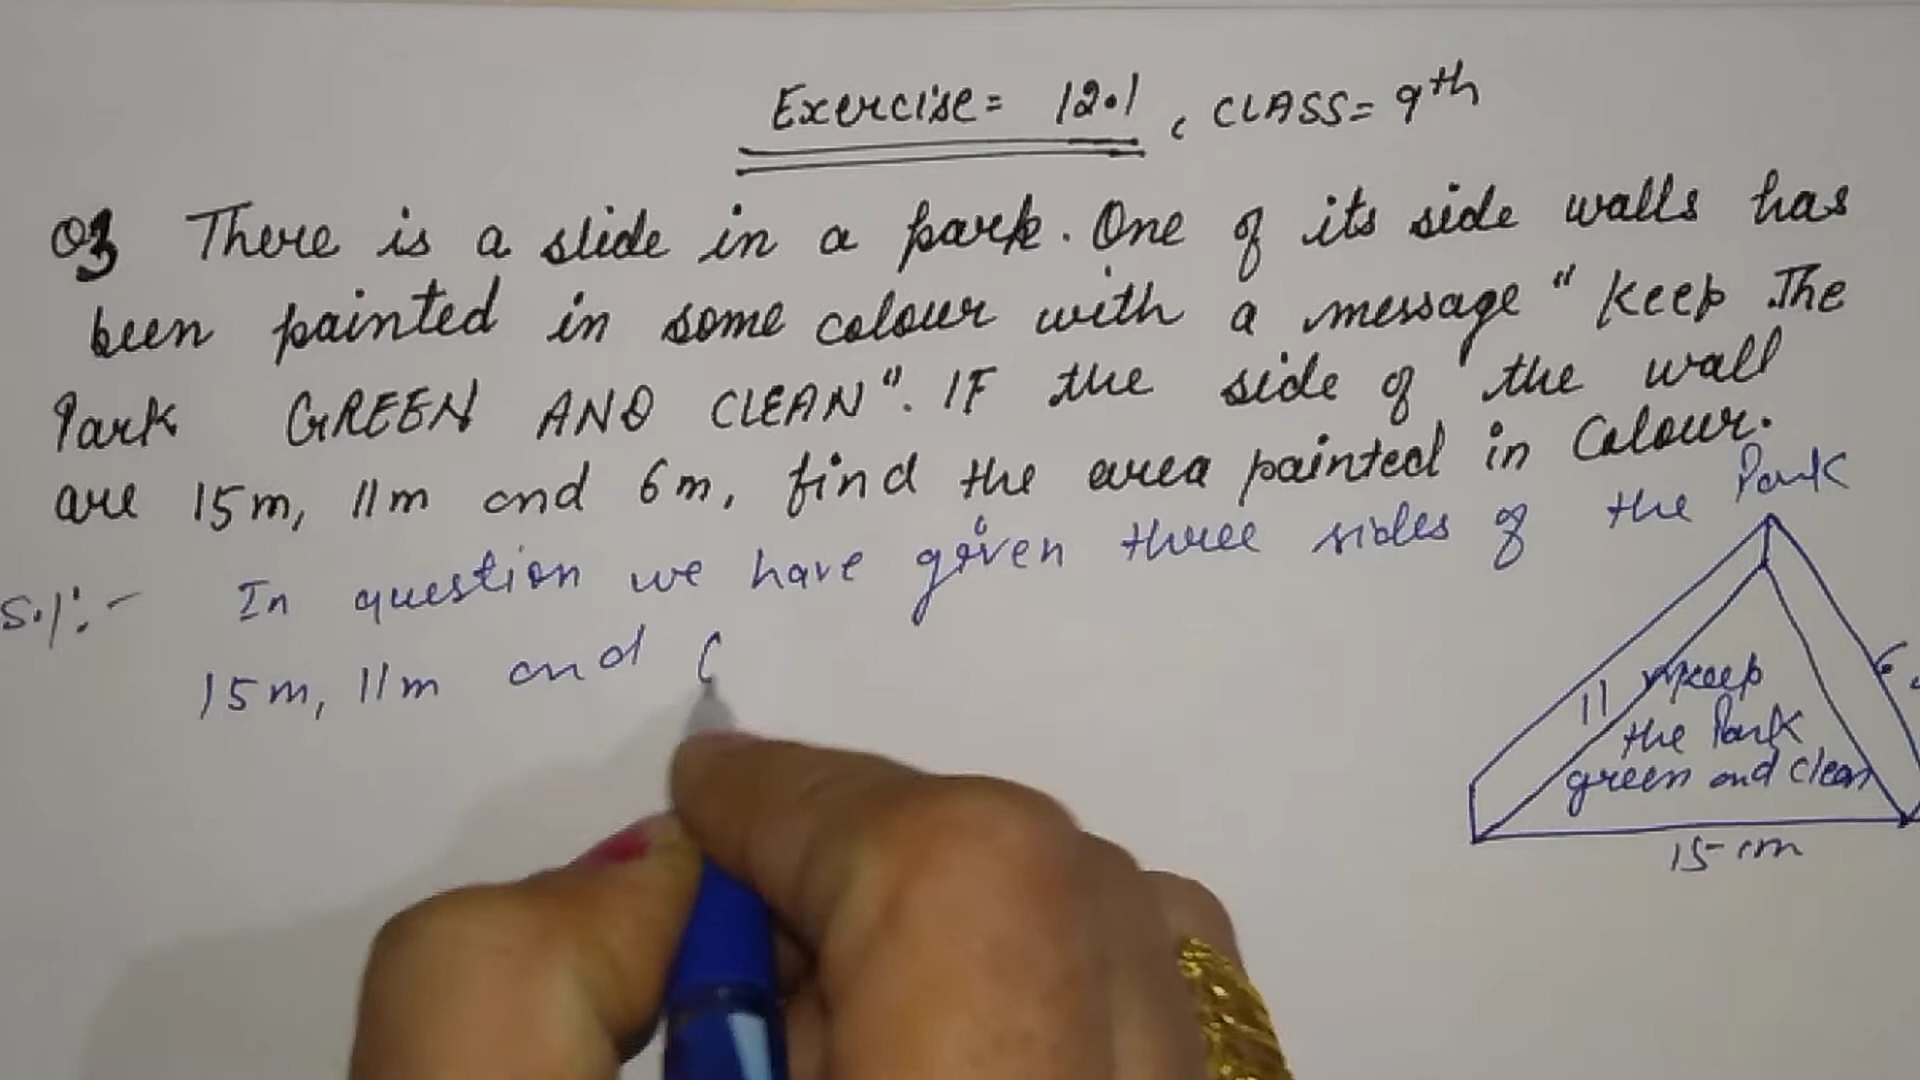 Exercise = 12.1, CLASS = 9th
Q3 There is a slide in a park. One of its side walls has
been painted in some colour with a message "Keep The
Park GREEN AND CLEAN". IF the side of the wall
are 15m, 11m and 6m, find the area painted in Colour.
Sol:- In question we have given three sides of the Park
15m, 11m and 6
11 m
6
keep
the Park
green and clean
15 cm